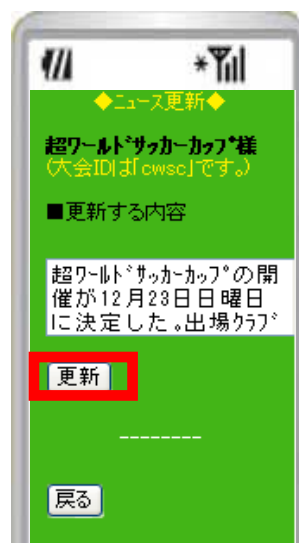 ◆ニュース更新◆
超ﾜｰﾙﾄﾞｻｯｶｰｶｯﾌﾟ様
(大会IDは｢cwsc｣です｡)
■更新する内容
超ﾜｰﾙﾄﾞｻｯｶｰｶｯﾌﾟの開
催が12月23日日曜日
に決定した｡出場ｸﾗﾌﾞ
更新
--------
戻る